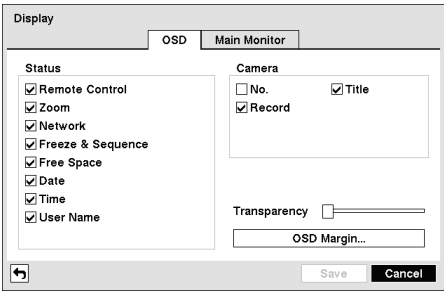 Display
OSD
Main Monitor
Status
Remote Control
Zoom
Network
Freeze & Sequence
Free Space
Date
Time
User Name
Camera
No.
Title
Record
Transparency
OSD Margin...
Save
Cancel